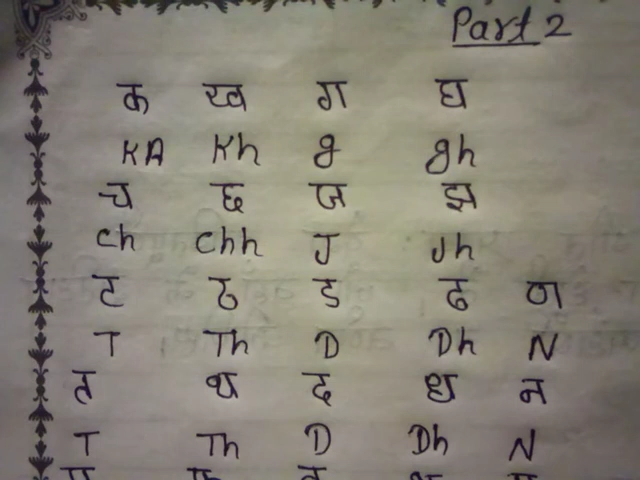 Part 2
क ख ग घ
KA Kh g gh
च छ ज झ
Ch Chh J Jh
ट ठ ड ढ ण
T Th D Dh N
त थ द ध न
T Th D Dh N